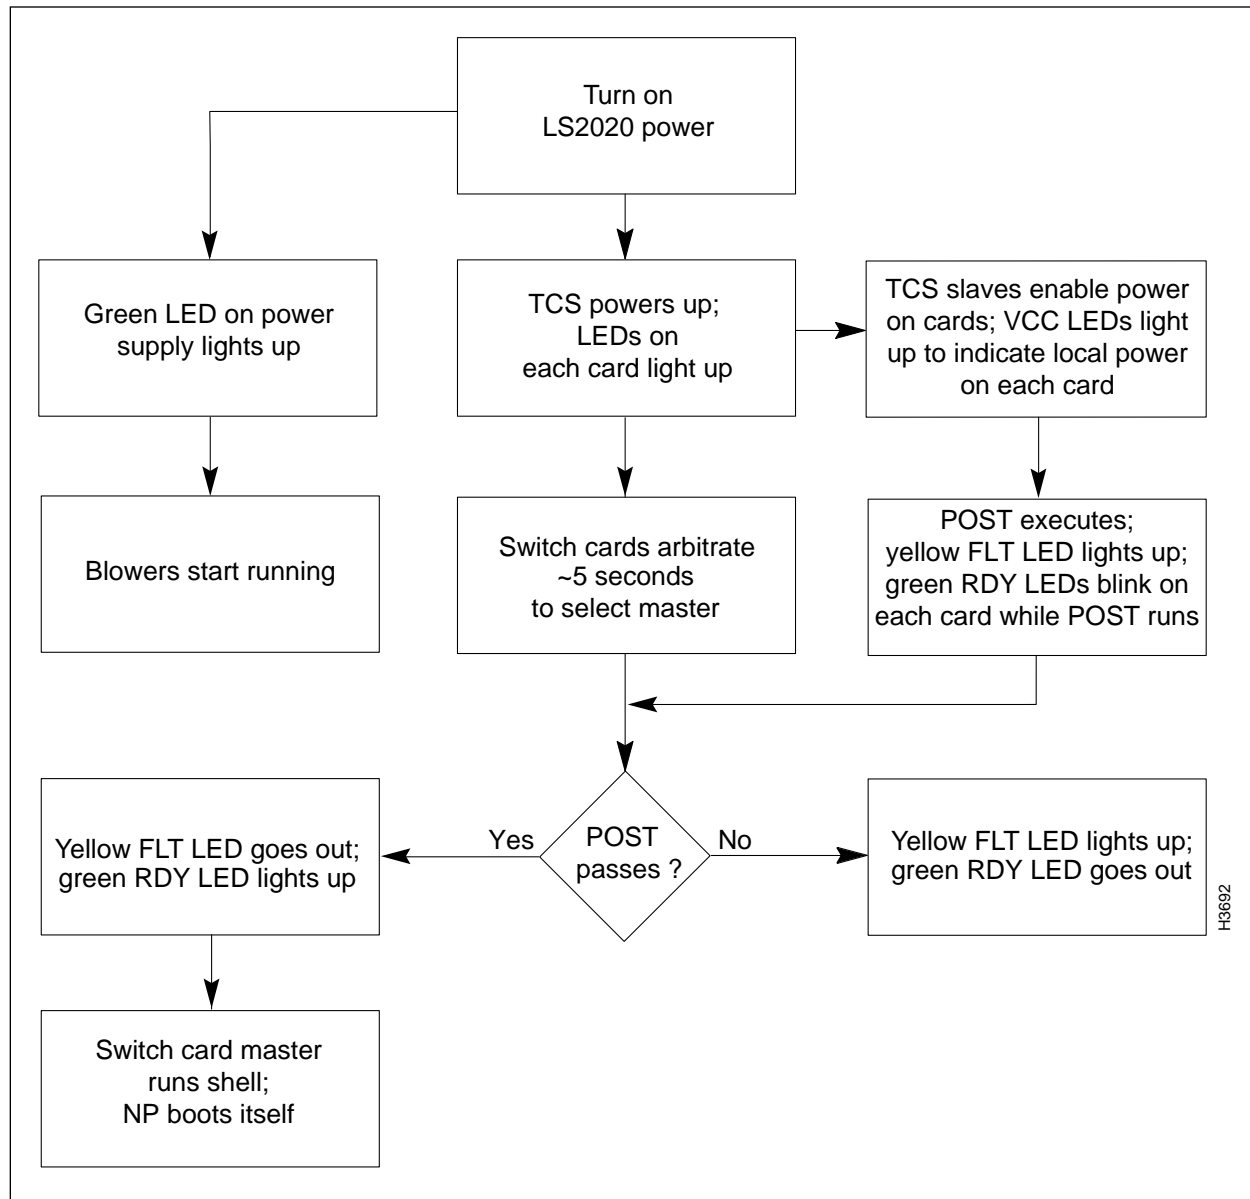 Turn on
LS2020 power
Green LED on power
supply lights up
TCS powers up;
LEDs on
each card light up
TCS slaves enable power
on cards; VCC LEDs light
up to indicate local power
on each card
Blowers start running
Switch cards arbitrate
~5 seconds
to select master
POST executes;
yellow FLT LED lights up;
green RDY LEDs blink on
each card while POST runs
Yellow FLT LED goes out;
green RDY LED lights up
Yes
POST
passes ?
No
Yellow FLT LED lights up;
green RDY LED goes out
H3692
Switch card master
runs shell;
NP boots itself